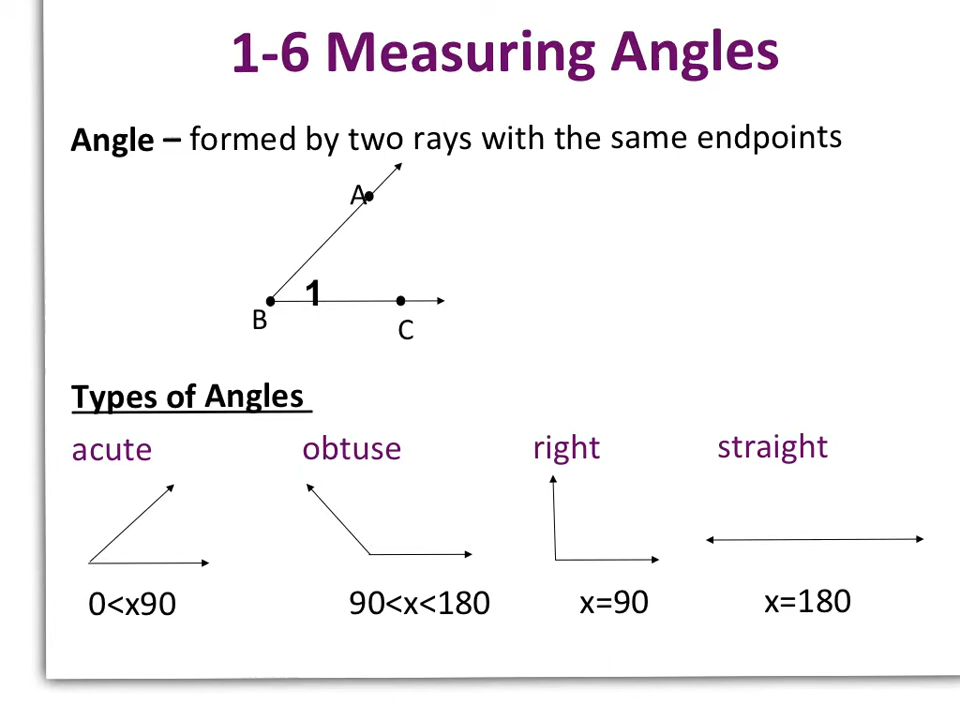 1-6 Measuring Angles
Angle – formed by two rays with the same endpoints
A
1
B
C
Types of Angles
acute obtuse right straight
0<x90 90<x<180 x=90 x=180